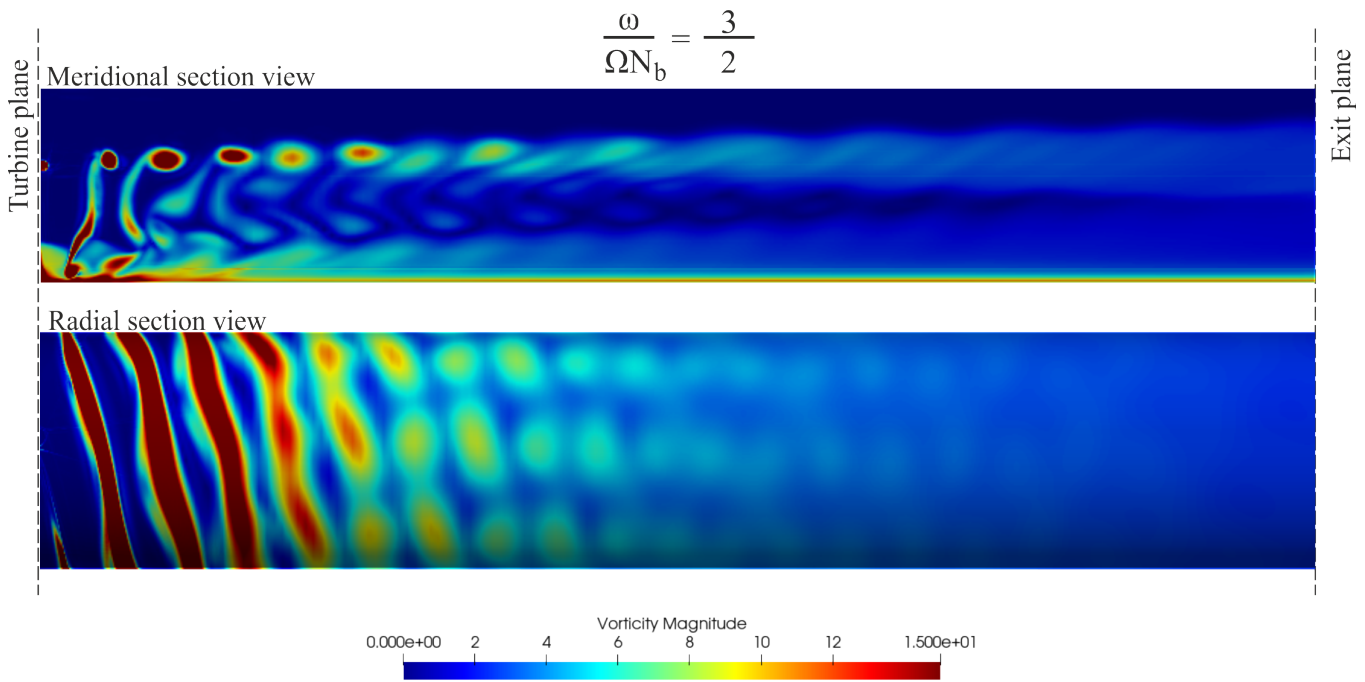 ω/ΩN_b = 3/2
Turbine plane
Meridional section view
Exit plane
Radial section view
Vorticity Magnitude
0.000e+00 2 4 6 8 10 12 1.500e+01